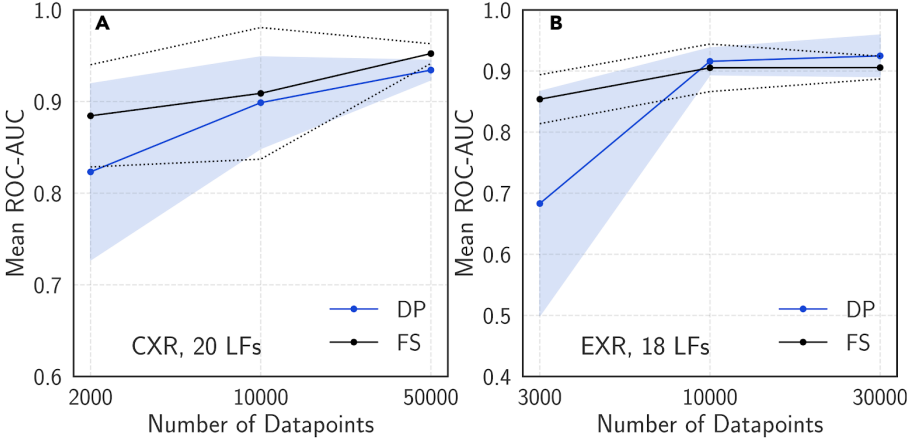 A
Mean ROC-AUC
1.0
0.9
0.8
0.7
0.6
DP
FS
CXR, 20 LFs
2000
10000
50000
Number of Datapoints
B
Mean ROC-AUC
1.0
0.9
0.8
0.7
0.6
0.5
0.4
DP
FS
EXR, 18 LFs
3000
10000
30000
Number of Datapoints